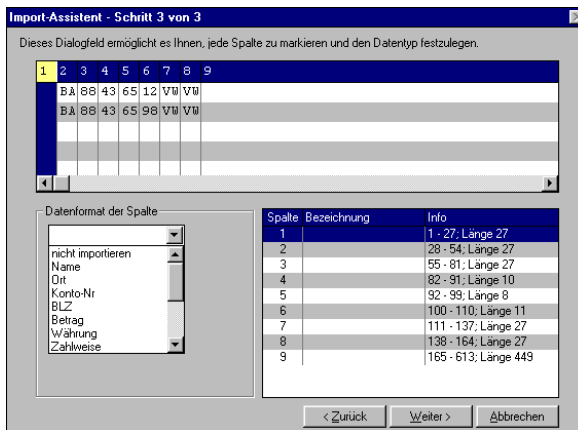 Import-Assistent - Schritt 3 von 3
Dieses Dialogfeld ermöglicht es Ihnen, jede Spalte zu markieren und den Datentyp festzulegen.
1 2 3 4 5 6 7 8 9
BA 88 43 65 12 VW VW
BA 88 43 65 98 VW VW
Datenformat der Spalte
nicht importieren
Name
Ort
Konto-Nr
BLZ
Betrag
Währung
Zahlweise
Spalte Bezeichnung Info
1 1 - 27; Länge 27
2 28 - 54; Länge 27
3 55 - 81; Länge 27
4 82 - 91; Länge 10
5 92 - 99; Länge 8
6 100 - 110; Länge 11
7 111 - 137; Länge 27
8 138 - 164; Länge 27
9 165 - 613; Länge 449
< Zurück Weiter > Abbrechen